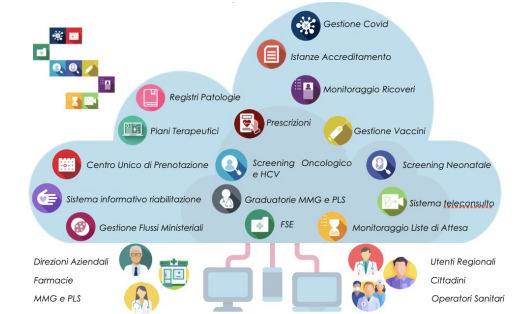 Gestione Covid
Istanze Accreditamento
Monitoraggio Ricoveri
Registri Patologie
Prescrizioni
Piani Terapeutici
Gestione Vaccini
Centro Unico di Prenotazione
Screening Oncologico
e HCV
Screening Neonatale
Sistema informativo riabilitazione
Graduatorie MMG e PLS
Sistema teleconsulto
Gestione Flussi Ministeriali
FSE
Monitoraggio Liste di Attesa
Direzioni Aziendali
Farmacie
MMG e PLS
Utenti Regionali
Cittadini
Operatori Sanitari